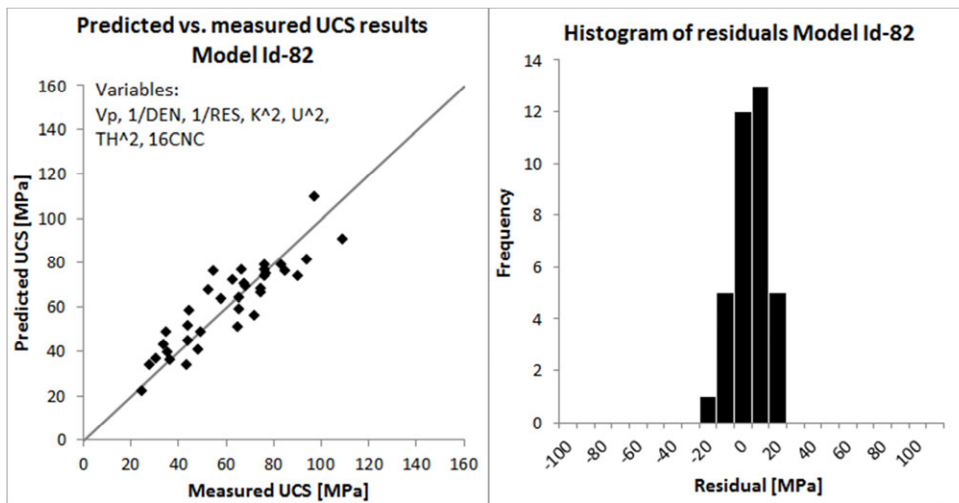 Predicted vs. measured UCS results
Model Id-82
Variables:
Vp, 1/DEN, 1/RES, K^2, U^2,
TH^2, 16CNC
160
140
120
100
80
60
40
20
0
Predicted UCS [MPa]
0 20 40 60 80 100 120 140 160
Measured UCS [MPa]
Histogram of residuals Model Id-82
14
12
10
8
6
4
2
0
Frequency
-100 -80 -60 -40 -20 0 20 40 60 80 100
Residual [MPa]